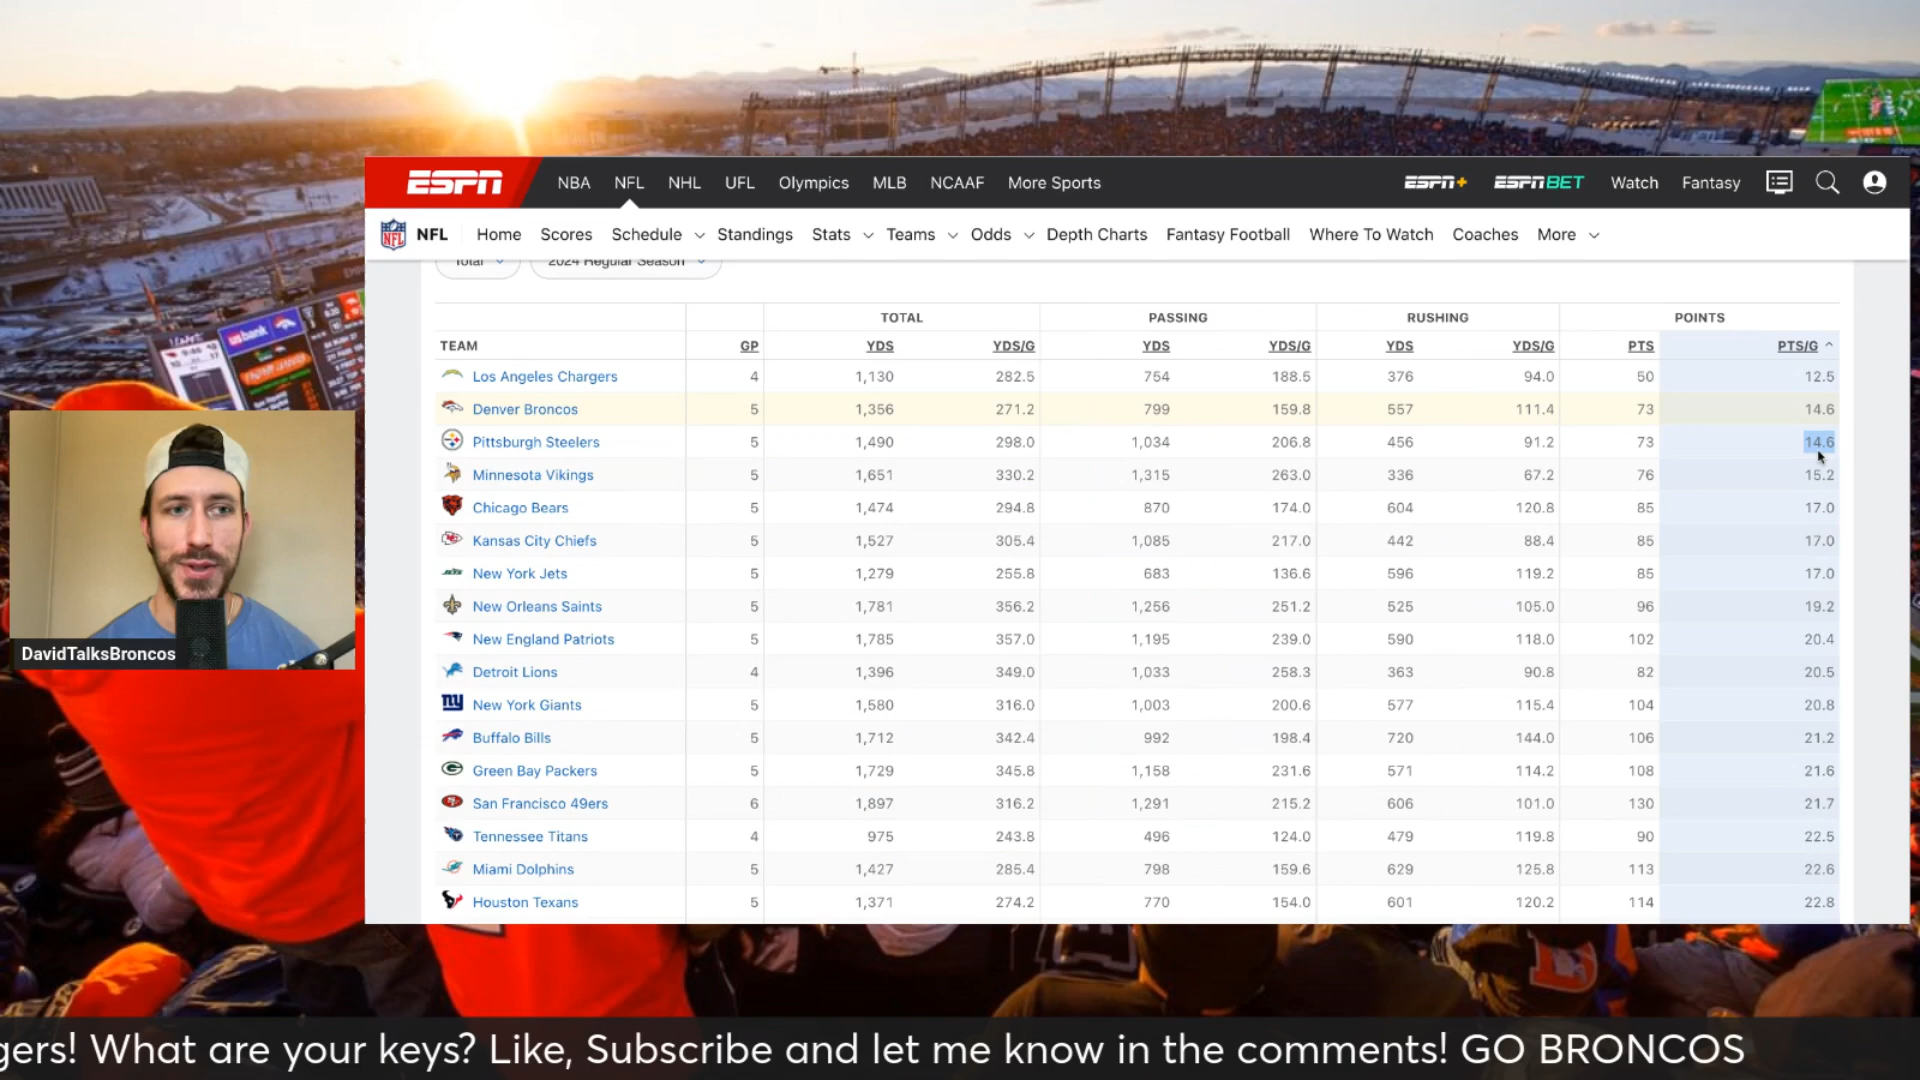 ESPN NBA NFL NHL UFL Olympics MLB NCAAF More Sports ESPN+ ESPN BET Watch Fantasy
NFL NFL Home Scores Schedule Standings Stats Teams Odds Depth Charts Fantasy Football Where To Watch Coaches More
Total 2024 Regular Season
TOTAL PASSING RUSHING POINTS
TEAM GP YDS YDS/G YDS YDS/G YDS YDS/G PTS PTS/G
Los Angeles Chargers 4 1,130 282.5 754 188.5 376 94.0 50 12.5
Denver Broncos 5 1,356 271.2 799 159.8 557 111.4 73 14.6
Pittsburgh Steelers 5 1,490 298.0 1,034 206.8 456 91.2 73 14.6
Minnesota Vikings 5 1,651 330.2 1,315 263.0 336 67.2 76 15.2
Chicago Bears 5 1,474 294.8 870 174.0 604 120.8 85 17.0
Kansas City Chiefs 5 1,527 305.4 1,085 217.0 442 88.4 85 17.0
New York Jets 5 1,279 255.8 683 136.6 596 119.2 85 17.0
New Orleans Saints 5 1,781 356.2 1,256 251.2 525 105.0 96 19.2
New England Patriots 5 1,785 357.0 1,195 239.0 590 118.0 102 20.4
Detroit Lions 4 1,396 349.0 1,033 258.3 363 90.8 82 20.5
ny New York Giants 5 1,580 316.0 1,003 200.6 577 115.4 104 20.8
Buffalo Bills 5 1,712 342.4 992 198.4 720 144.0 106 21.2
Green Bay Packers 5 1,729 345.8 1,158 231.6 571 114.2 108 21.6
San Francisco 49ers 6 1,897 316.2 1,291 215.2 606 101.0 130 21.7
Tennessee Titans 4 975 243.8 496 124.0 479 119.8 90 22.5
Miami Dolphins 5 1,427 285.4 798 159.6 629 125.8 113 22.6
Houston Texans 5 1,371 274.2 770 154.0 601 120.2 114 22.8
usbank
DavidTalksBroncos
gers! What are your keys? Like, Subscribe and let me know in the comments! GO BRONCOS